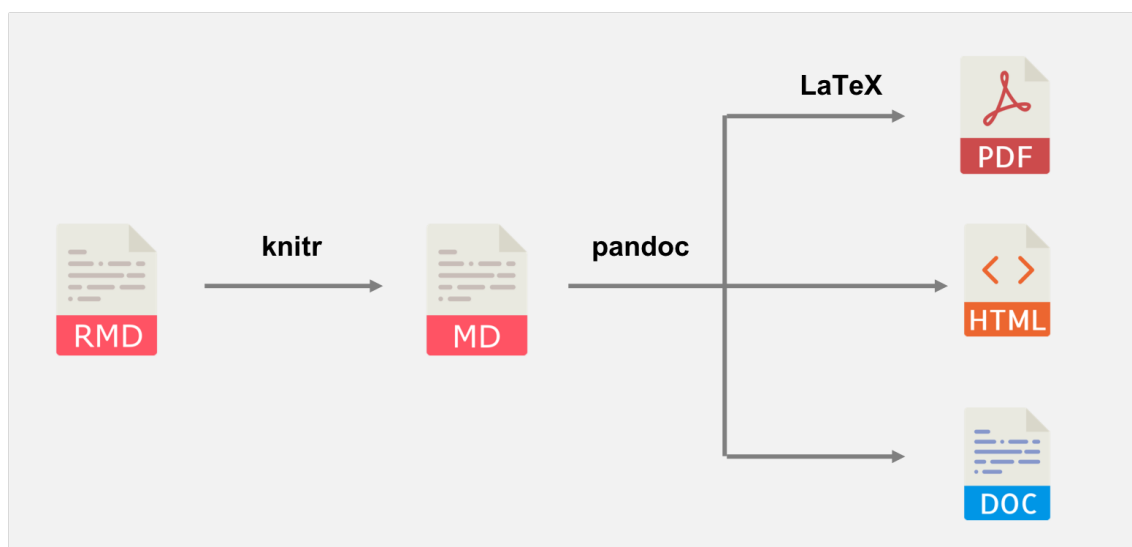 LaTeX
PDF
knitr
pandoc
RMD
MD
HTML
DOC